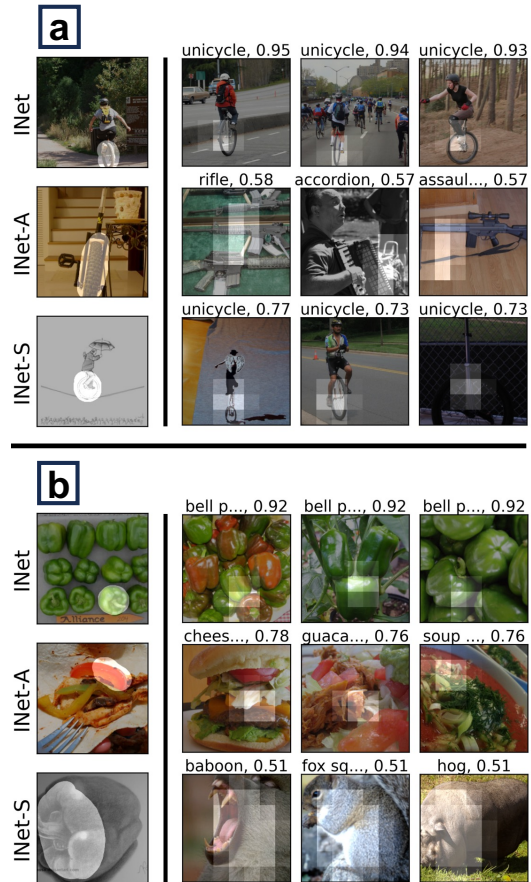 a
unicycle, 0.95 unicycle, 0.94 unicycle, 0.93
INet
rifle, 0.58 accordion, 0.57 assaul..., 0.57
INet-A
unicycle, 0.77 unicycle, 0.73 unicycle, 0.73
INet-S
b
bell p..., 0.92 bell p..., 0.92 bell p..., 0.92
INet
Alliance
chees..., 0.78 guaca..., 0.76 soup ..., 0.76
INet-A
baboon, 0.51 fox sq..., 0.51 hog, 0.51
INet-S